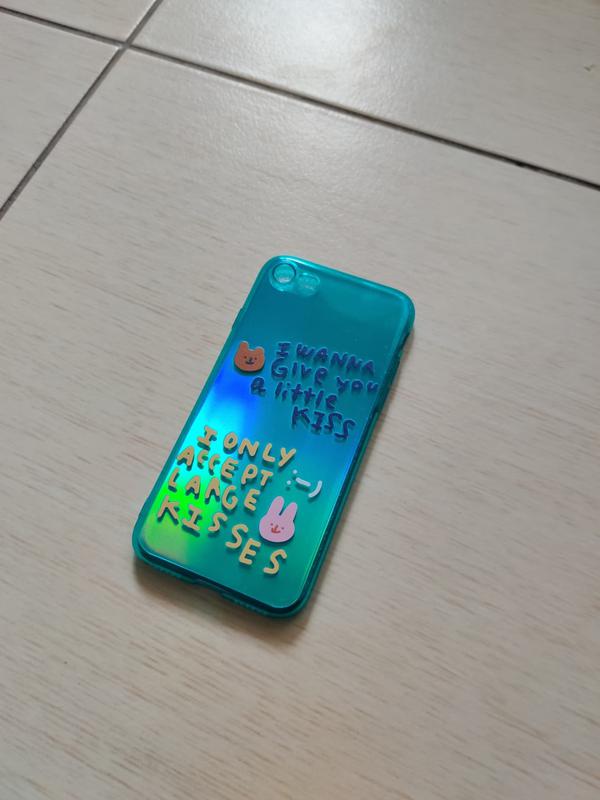 I WANNA
Give you
a little
KISS
I ONLY
ACCEPT :-)
LARGE
KISSES